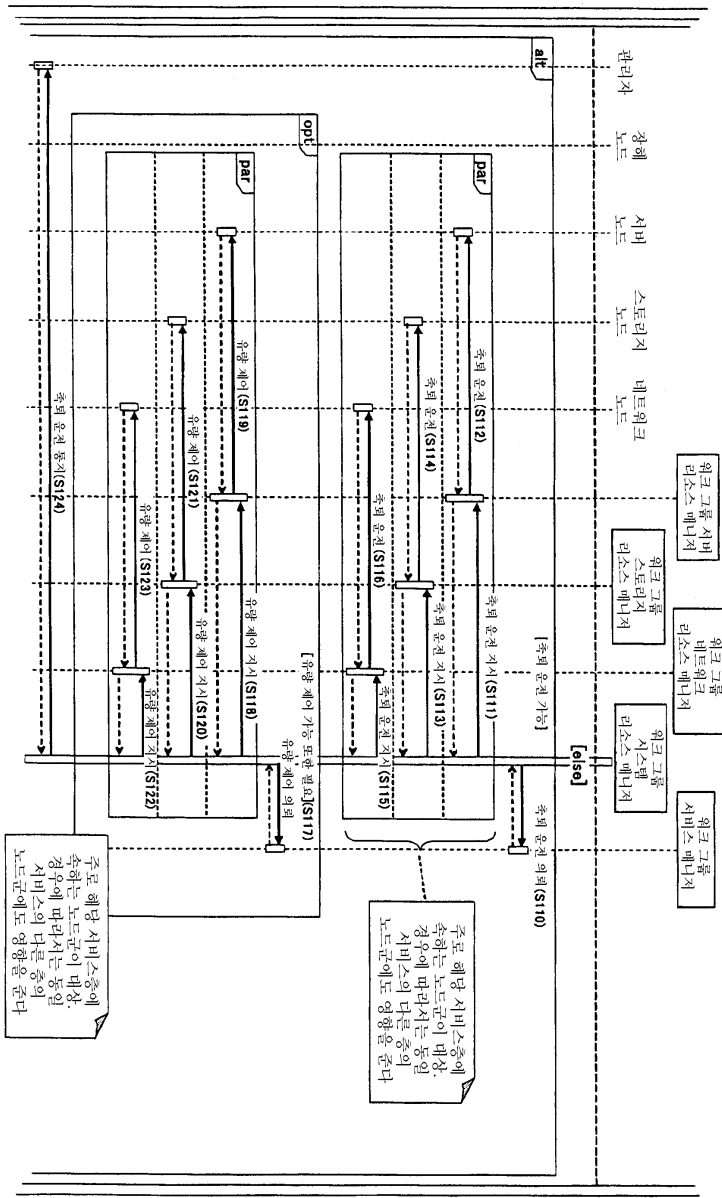 관리자
장해
노드
서버
노드
스토리지
노드
네트워크
노드
워크 그룹 서버
리소스 매니저
워크 그룹
스토리지
리소스 매니저
워크 그룹
네트워크
리소스 매니저
워크 그룹
시스템
리소스 매니저
워크 그룹
서비스 매니저
[else]
alt
축퇴 운전 의뢰(S110)
[축퇴 운전 가능]
par
축퇴 운전 지시(S111)
축퇴 운전(S112)
축퇴 운전 지시(S113)
축퇴 운전(S114)
축퇴 운전 지시(S115)
축퇴 운전(S116)
주로 해당 서비스층에
속하는 노드군이 대상.
경우에 따라서는 동일
서비스의 다른 층의
노드군에도 영향을 준다
opt
[유량 제어 가능 또한 필요](S117)
유량 제어 의뢰
par
유량 제어 지시(S118)
유량 제어(S119)
유량 제어 지시(S120)
유량 제어(S121)
유량 제어 지시(S122)
유량 제어(S123)
주로 해당 서비스층에
속하는 노드군이 대상.
경우에 따라서는 동일
서비스의 다른 층의
노드군에도 영향을 준다
축퇴 운전 통지(S124)